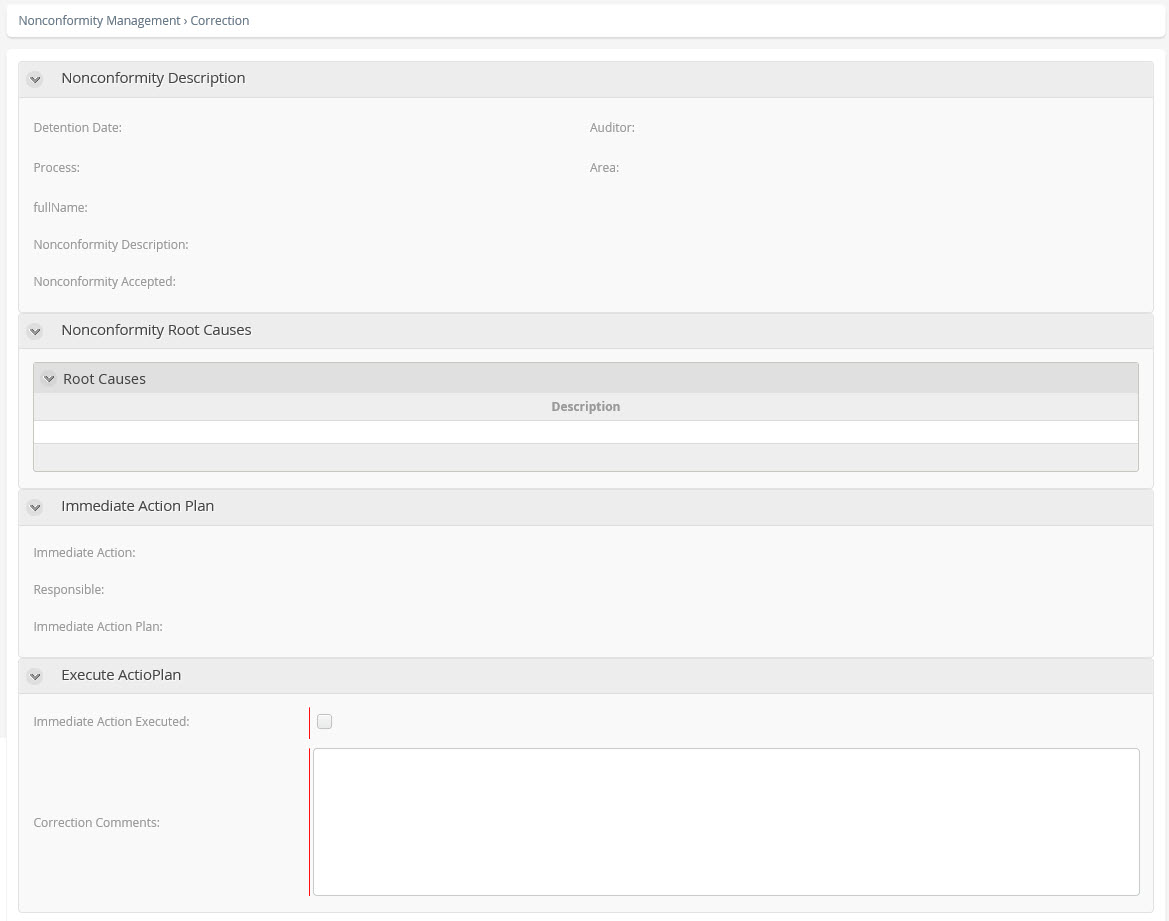 Nonconformity Management › Correction
Nonconformity Description
Detention Date: Auditor:
Process: Area:
fullName:
Nonconformity Description:
Nonconformity Accepted:
Nonconformity Root Causes
Root Causes
Description
Immediate Action Plan
Immediate Action:
Responsible:
Immediate Action Plan:
Execute ActioPlan
Immediate Action Executed:
Correction Comments: